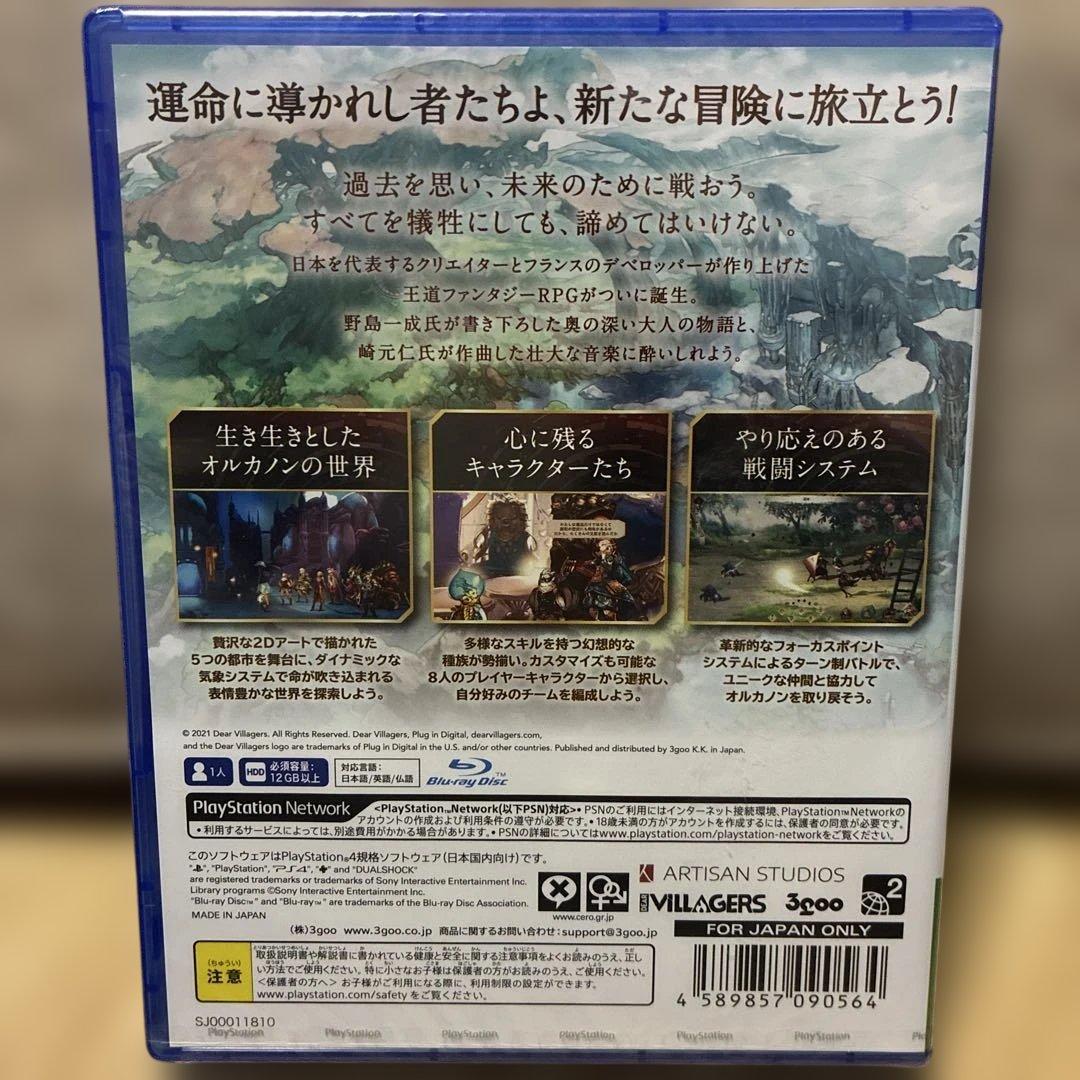 運命に導かれし者たちよ、新たな冒険に旅立とう!
過去を思い、未来のために戦おう。
すべてを犠牲にしても、諦めてはいけない。
日本を代表するクリエイターとフランスのデベロッパーが作り上げた
王道ファンタジーRPGがついに誕生。
野島一成氏が書き下ろした奥の深い大人の物語と、
崎元仁氏が作曲した壮大な音楽に酔いしれよう。
生き生きとした
オルカノンの世界
心に残る
キャラクターたち
やり応えのある
戦闘システム
贅沢な2Dアートで描かれた
5つの都市を舞台に、ダイナミックな
気象システムで命が吹き込まれる
表情豊かな世界を探索しよう。
多様なスキルを持つ幻想的な
種族が勢揃い。カスタマイズも可能な
8人のプレイヤーキャラクターから選択し、
自分好みのチームを編成しよう。
革新的なフォーカスポイント
システムによるターン制バトルで、
ユニークな仲間と協力して
オルカノンを取り戻そう。
© 2021 Dear Villagers. All Rights Reserved. Dear Villagers, Plug in Digital, dearvillagers.com,
and the Dear Villagers logo are trademarks of Plug in Digital in the U.S. and/or other countries. Published and distributed by 3goo K.K. in Japan.
1人
HDD 必須容量:
12GB以上
対応言語:
日本語/英語/仏語
Blu-ray Disc™
PlayStation Network <PlayStation™Network(以下PSN)対応>• PSNのご利用にはインターネット接続環境、PlayStation™Networkの
アカウントの作成および利用条件の遵守が必要です。• 18歳未満の方がアカウントを作成するには、保護者の同意が必要です。
• 利用するサービスによっては、別途費用がかかる場合があります。• PSNの詳細についてはwww.playstation.com/playstation-networkをご覧ください。
このソフトウェアはPlayStation®4規格ソフトウェア(日本国内向け)です。
"PlayStation", "PS4", and "DUALSHOCK"
are registered trademarks or trademarks of Sony Interactive Entertainment Inc.
Library programs ©Sony Interactive Entertainment Inc.
"Blu-ray Disc™" and "Blu-ray™" are trademarks of the Blu-ray Disc Association.
MADE IN JAPAN
www.cero.gr.jp
ARTISAN STUDIOS
DEAR VILLAGERS
3goo
2
FOR JAPAN ONLY
(株)3goo www.3goo.co.jp 商品に関するお問い合わせ:support@3goo.jp
(ちゅうい)
注意
取扱説明書や解説書に書かれている健康と安全に関する注意事項をよくお読みのうえ、正し
い方法でご使用ください。特に小さなお子様は保護者の方がお読みのうえ、ご使用ください。
<保護者の方へ> お子様がご利用になる際に、利用制限の設定ができます。
www.playstation.com/safety をご覧ください。
4 589857 090564
SJ00011810
PlayStation PlayStation PlayStation PlayStation PlayStation PlayStation